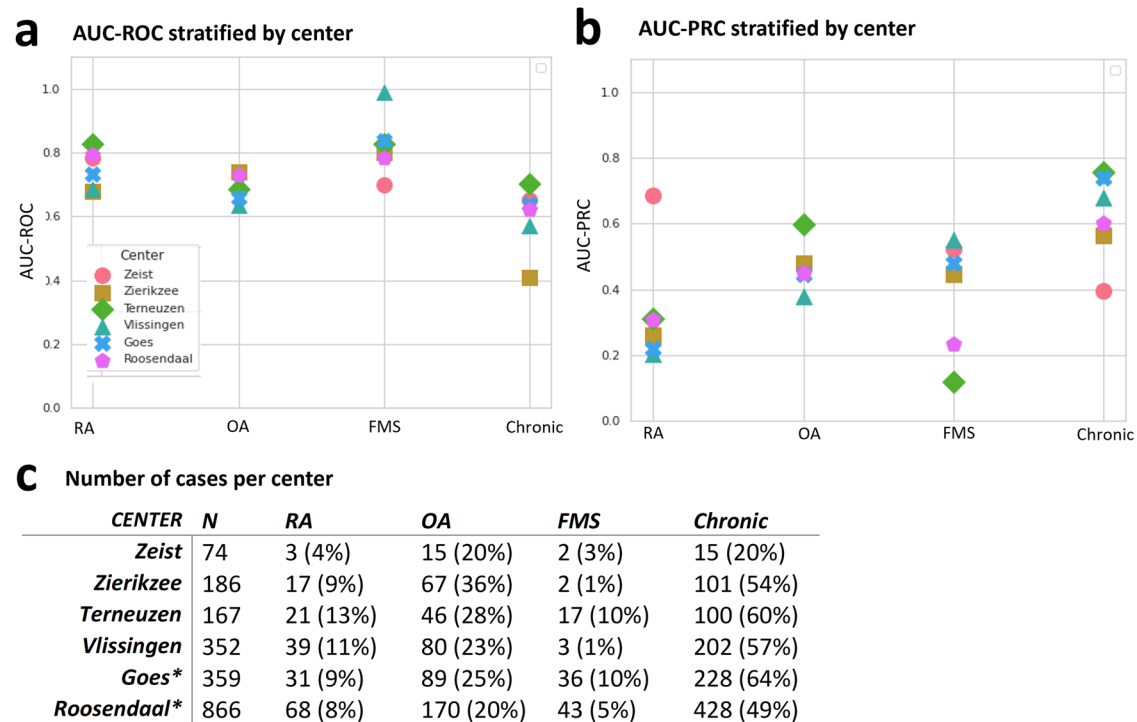 a AUC-ROC stratified by center
1.0
0.8
0.6
0.4
0.2
0.0
AUC-ROC
Center
Zeist
Zierikzee
Terneuzen
Vlissingen
Goes
Roosendaal
RA OA FMS Chronic
b AUC-PRC stratified by center
1.0
0.8
0.6
0.4
0.2
0.0
AUC-PRC
RA OA FMS Chronic
c Number of cases per center
CENTER N RA OA FMS Chronic
Zeist 74 3 (4%) 15 (20%) 2 (3%) 15 (20%)
Zierikzee 186 17 (9%) 67 (36%) 2 (1%) 101 (54%)
Terneuzen 167 21 (13%) 46 (28%) 17 (10%) 100 (60%)
Vlissingen 352 39 (11%) 80 (23%) 3 (1%) 202 (57%)
Goes* 359 31 (9%) 89 (25%) 36 (10%) 228 (64%)
Roosendaal* 866 68 (8%) 170 (20%) 43 (5%) 428 (49%)